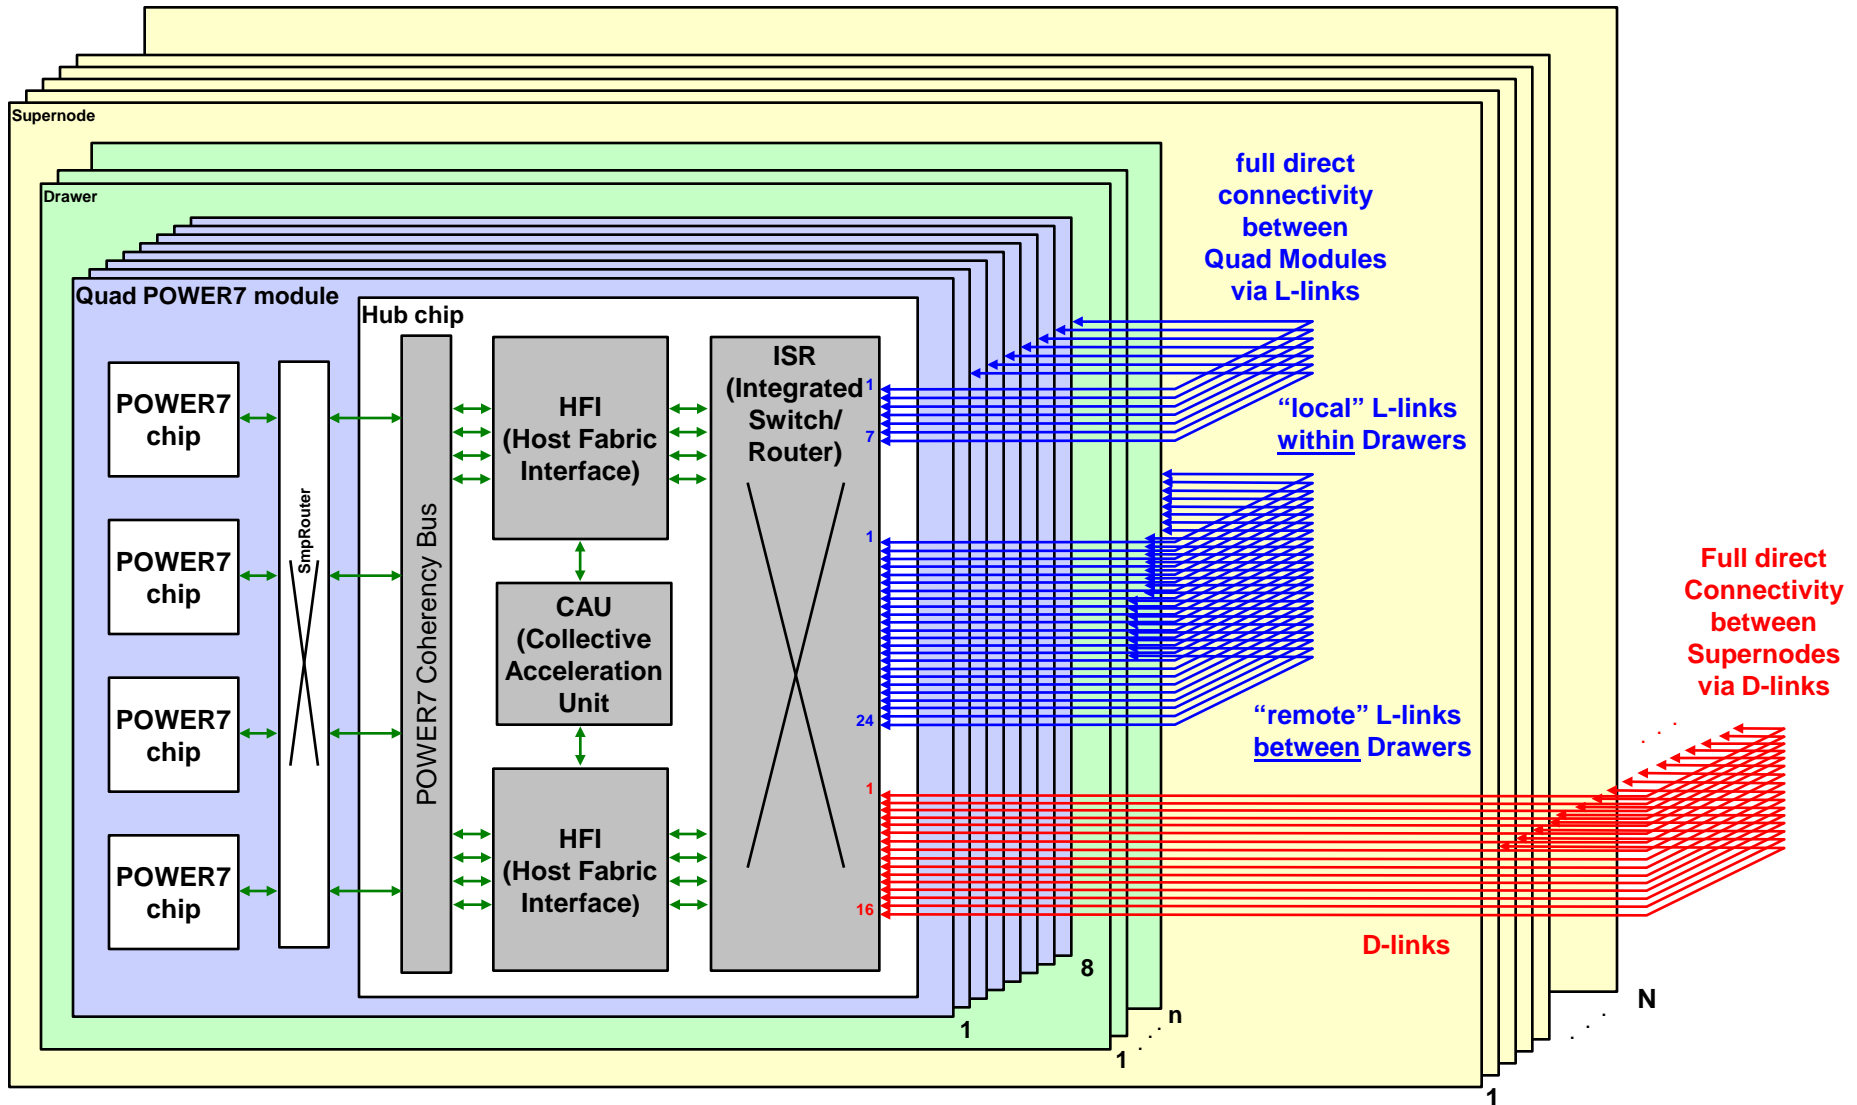 Supernode
Drawer
Quad POWER7 module
Hub chip
POWER7
chip
POWER7
chip
POWER7
chip
POWER7
chip
SmpRouter
POWER7 Coherency Bus
HFI
(Host Fabric
Interface)
CAU
(Collective
Acceleration
Unit
HFI
(Host Fabric
Interface)
ISR
(Integrated
Switch/
Router)
1
7
1
24
1
16
full direct
connectivity
between
Quad Modules
via L-links
“local” L-links
within Drawers
“remote” L-links
between Drawers
Full direct
Connectivity
between
Supernodes
via D-links
D-links
8
1
n
1
N
1